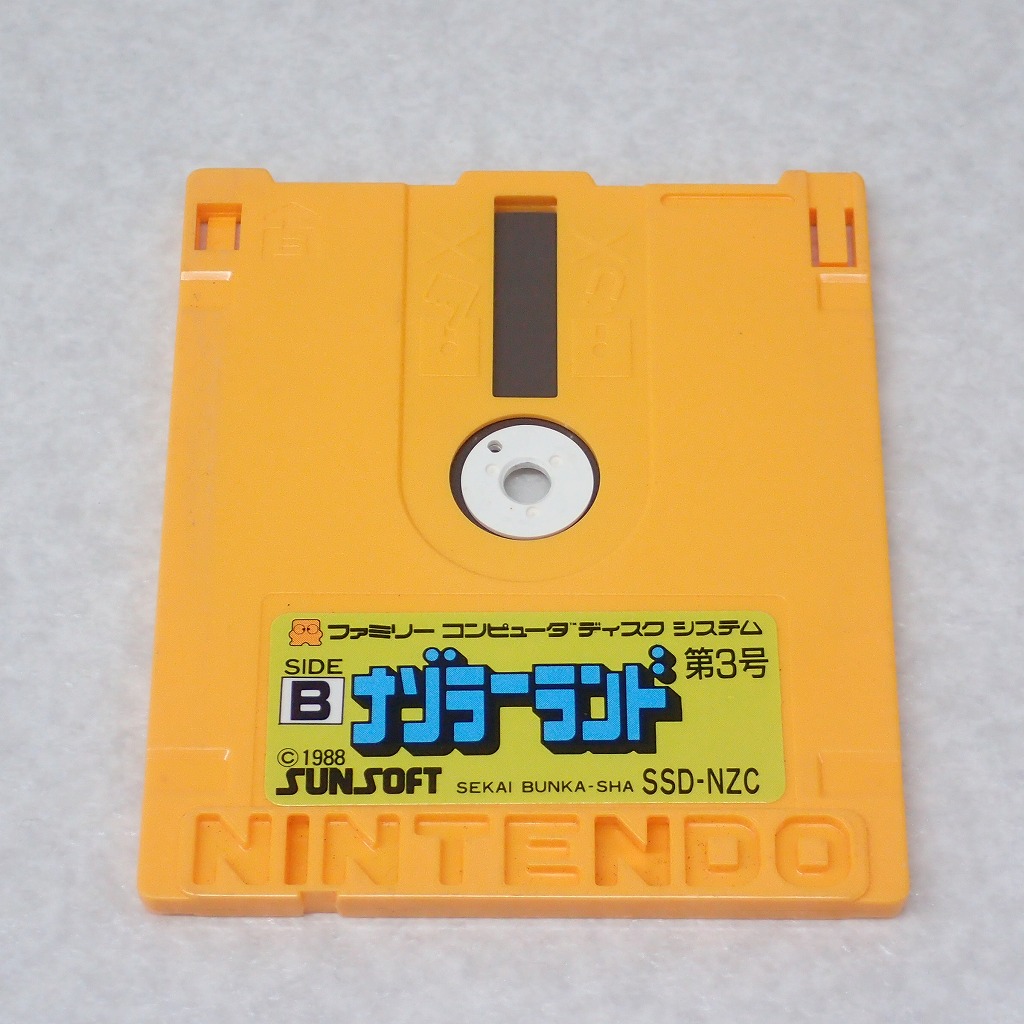 ファミリー コンピュータ™ ディスク システム
SIDE
B
ナゾラーランド
第3号
©1988
SUNSOFT
SEKAI BUNKA-SHA
SSD-NZC
NINTENDO